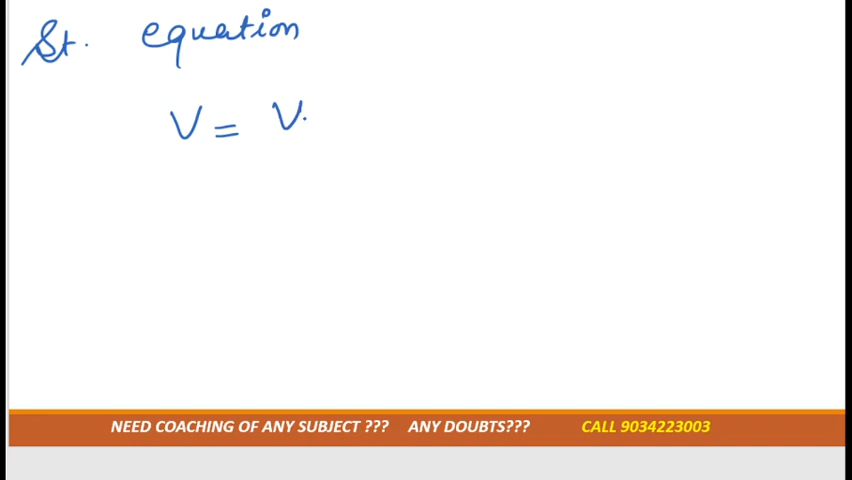 St. equation
V = V.
NEED COACHING OF ANY SUBJECT ??? ANY DOUBTS??? CALL 9034223003